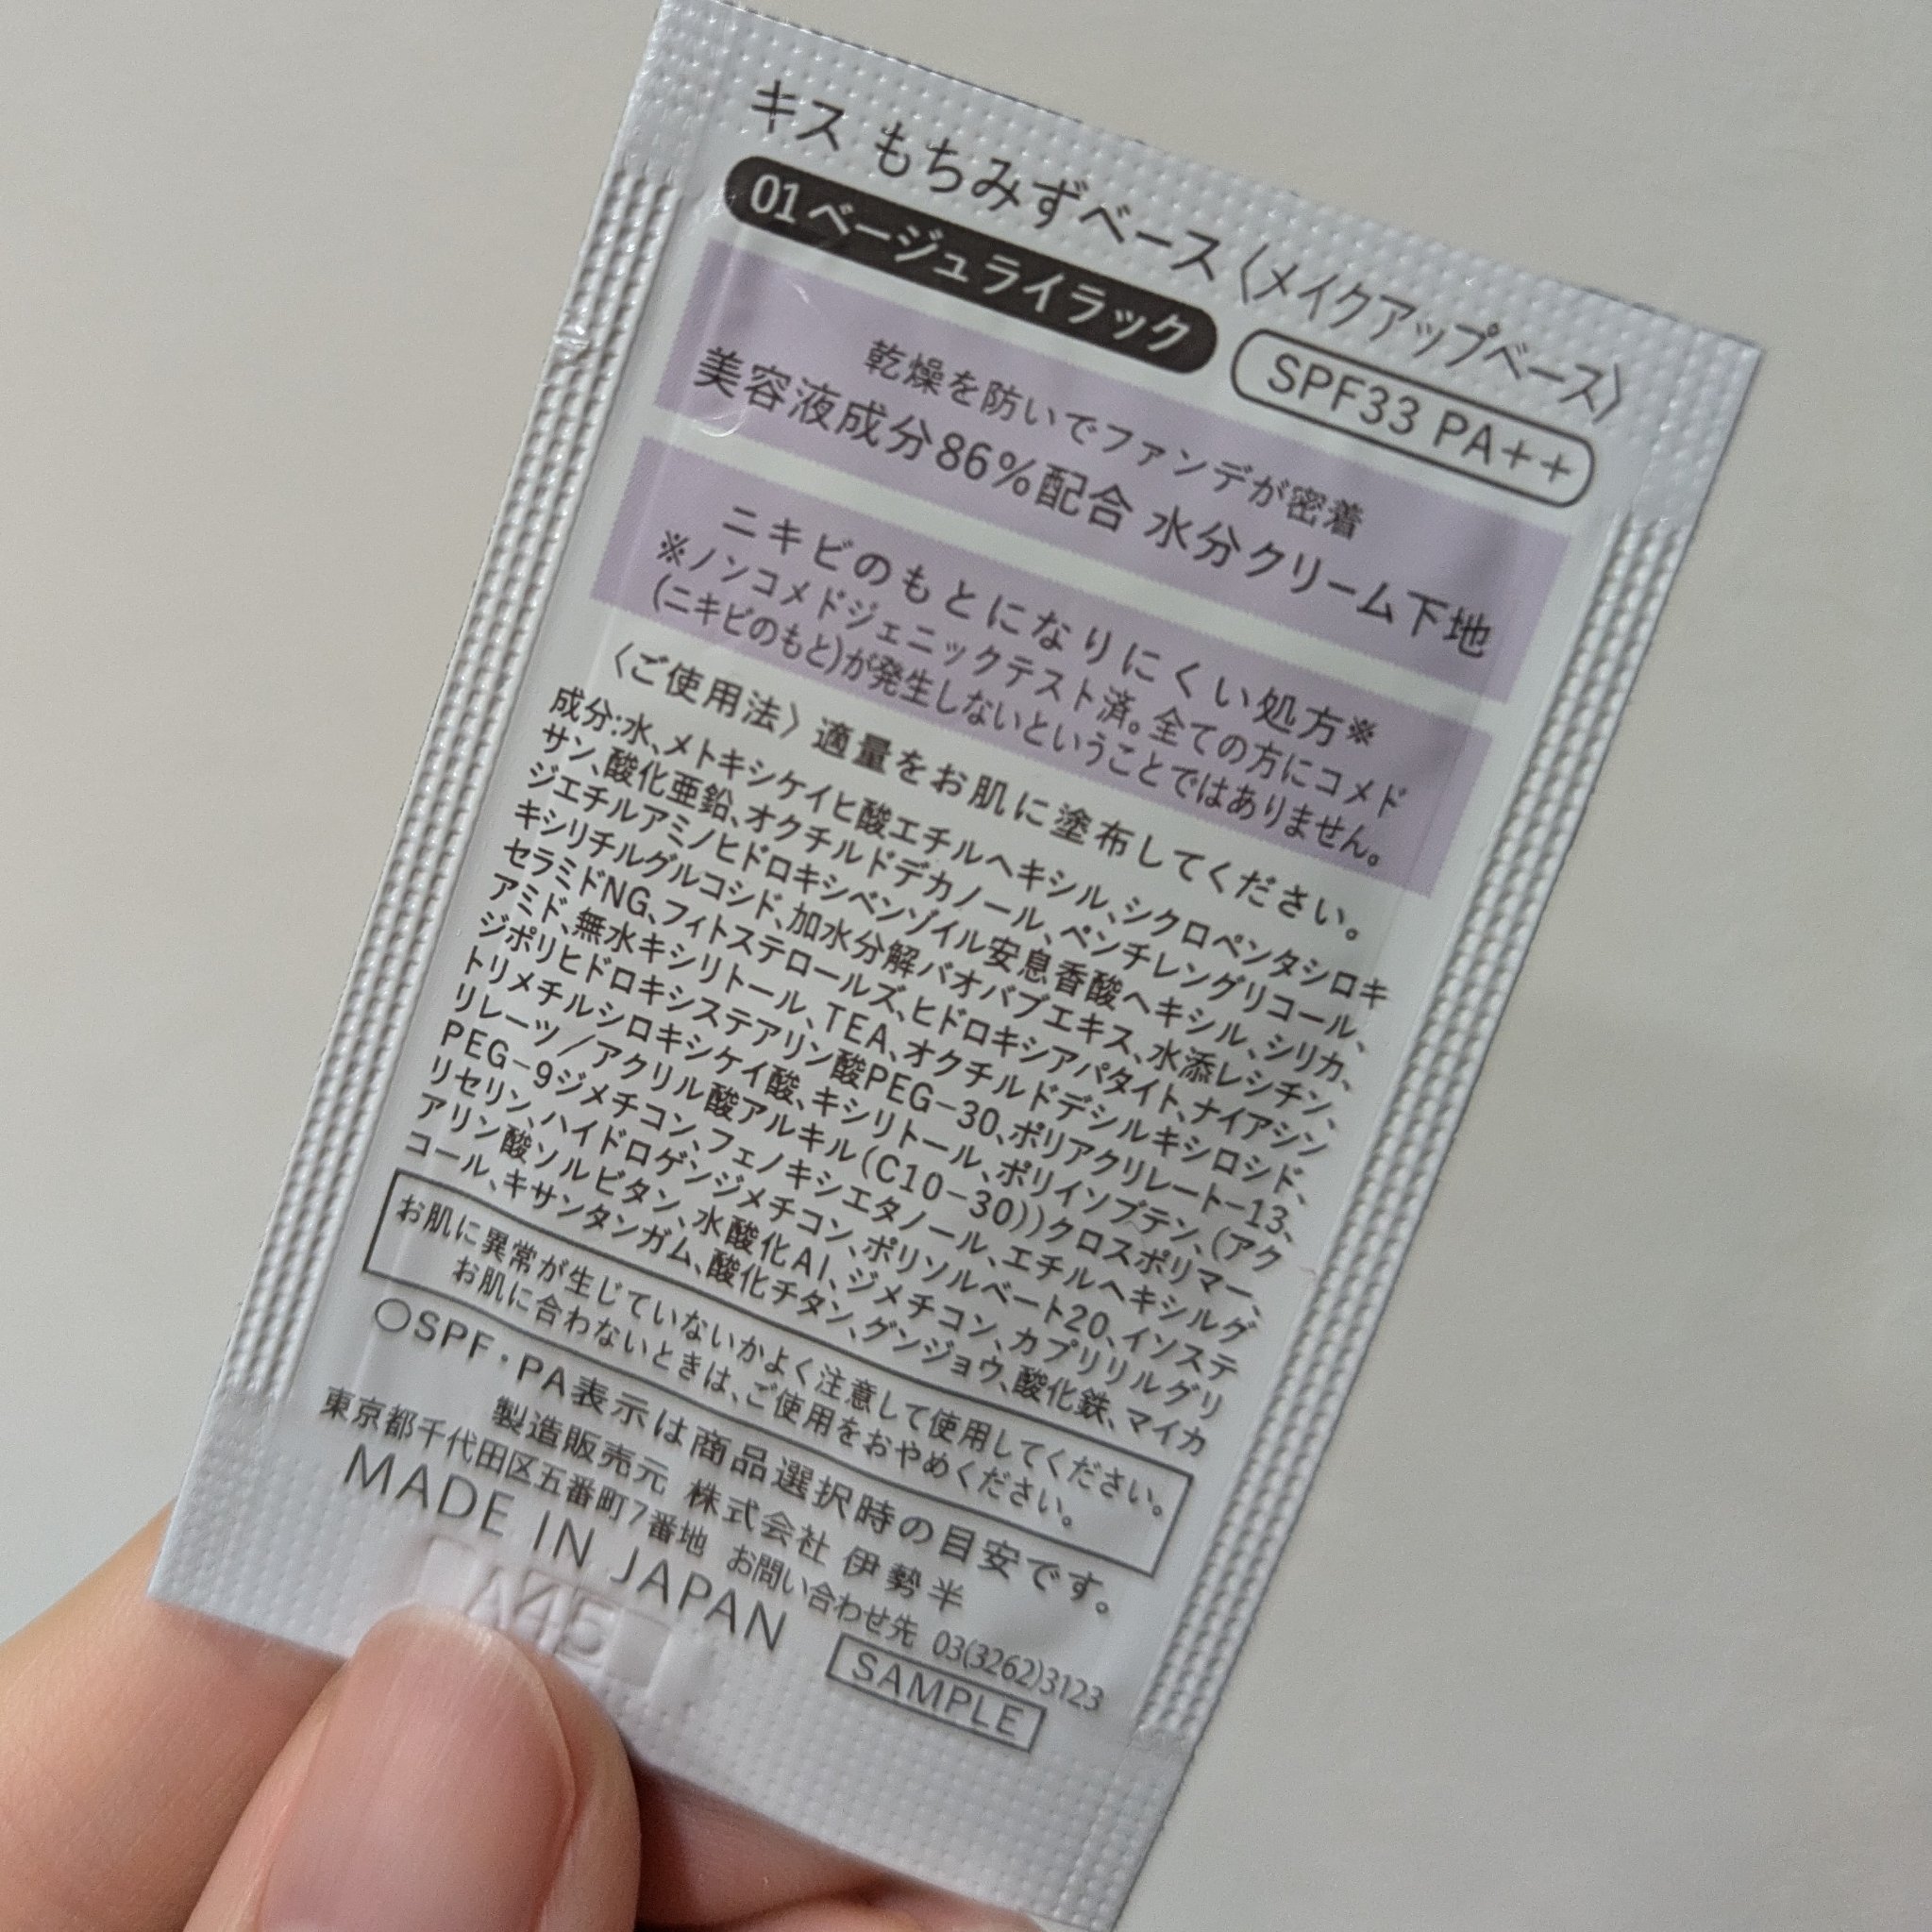 キス もちみずベース〈メイクアップベース〉
01 ベージュライラック SPF33 PA++
乾燥を防いでファンデが密着
美容液成分86%配合 水分クリーム下地
ニキビのもとになりにくい処方※
※ノンコメドジェニックテスト済。全ての方にコメド
(ニキビのもと)が発生しないということではありません。
〈ご使用法〉適量をお肌に塗布してください。
成分:水、メトキシケイヒ酸エチルヘキシル、シクロペンタシロキ
サン、酸化亜鉛、オクチルドデカノール、ペンチレングリコール、
ジエチルアミノヒドロキシベンゾイル安息香酸ヘキシル、シリカ、
キシリチルグルコシド、加水分解バオバブエキス、水添レシチン、
セラミドNG、フィトステロールズ、ヒドロキシアパタイト、ナイアシン
アミド、無水キシリトール、TEA、オクチルドデシルキシロシド、
ジポリヒドロキシステアリン酸PEG-30、ポリアクリレート-13、
トリメチルシロキシケイ酸、キシリトール、ポリイソブテン、(アク
リレーツ/アクリル酸アルキル(C10-30))クロスポリマー、
PEG-9ジメチコン、フェノキシエタノール、エチルヘキシルグ
リセリン、ハイドロゲンジメチコン、ポリソルベート20、イソステ
アリン酸ソルビタン、水酸化Al、ジメチコン、カプリリルグリ
コール、キサンタンガム、酸化チタン、グンジョウ、酸化鉄、マイカ
お肌に異常が生じていないかよく注意して使用してください。
お肌に合わないときは、ご使用をおやめください。
○SPF・PA表示は商品選択時の目安です。
製造販売元 株式会社 伊勢半
東京都千代田区五番町7番地 お問い合わせ先 03(3262)3123
MADE IN JAPAN SAMPLE